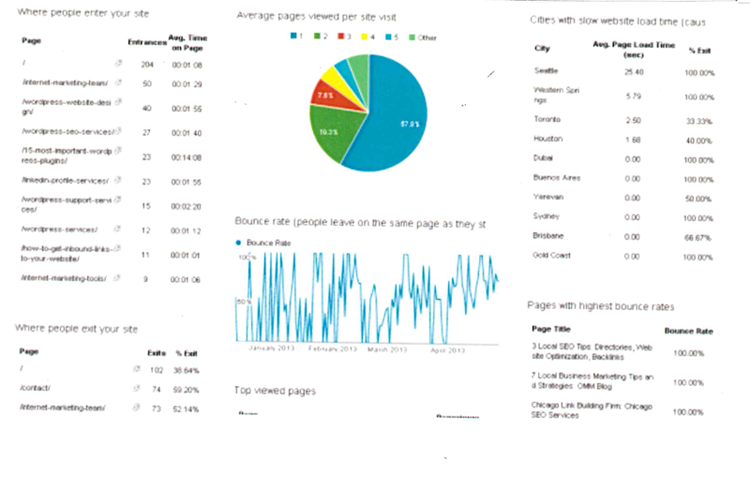 Where people enter your site
Page Entrances Avg. Time
on Page
/ 204 00:01:08
/internet-marketing-team/ 50 00:01:29
/wordpress-website-desi
gn/ 40 00:01:55
/wordpress-seo-services/ 27 00:01:40
/15-most-important-wordp
ress-plugins/ 23 00:14:08
/linkedin-profile-services/ 23 00:01:55
/wordpress-support-servi
ces/ 15 00:02:20
/wordpress-services/ 12 00:01:12
/how-to-get-inbound-links-
to-your-website/ 11 00:01:01
/internet-marketing-tools/ 9 00:01:06
Where people exit your site
Page Exits % Exit
/ 102 38.64%
/contact/ 74 59.20%
/internet-marketing-team/ 73 52.14%
Average pages viewed per site visit
1 2 3 4 5 Other
7.8%
19.3%
57.8%
Bounce rate (people leave on the same page as they st
Bounce Rate
100%
50%
January 2013 February 2013 March 2013 April 2013
Top viewed pages
Cities with slow website load time (caus
City Avg. Page Load Time
(sec) % Exit
Seattle 25.40 100.00%
Western Spri
ngs 5.79 100.00%
Toronto 2.50 33.33%
Houston 1.68 40.00%
Dubai 0.00 100.00%
Buenos Aires 0.00 100.00%
Yerevan 0.00 50.00%
Sydney 0.00 100.00%
Brisbane 0.00 66.67%
Gold Coast 0.00 100.00%
Pages with highest bounce rates
Page Title Bounce Rate
3 Local SEO Tips: Directories, Web
site Optimization, Backlinks 100.00%
7 Local Business Marketing Tips an
d Strategies OMM Blog 100.00%
Chicago Link Building Firm: Chicago
SEO Services 100.00%